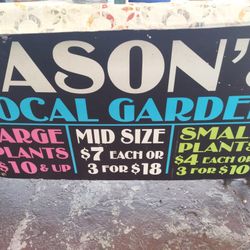 ASON'
OCAL GARDE
ARGE
PLANTS
$10 & UP
MID SIZE
$7 EACH OR
3 FOR $18
SMAL
PLANTS
$4 EACH OR
3 FOR $10